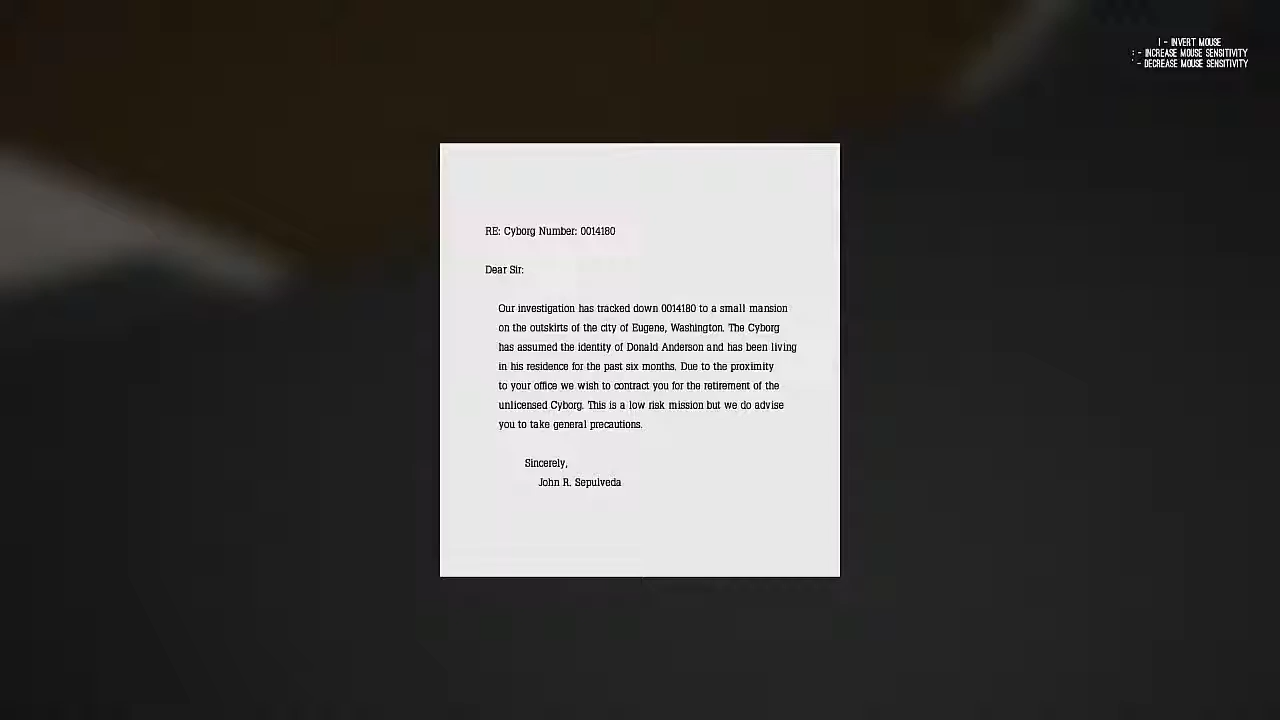 I - INVERT MOUSE
; - INCREASE MOUSE SENSITIVITY
' - DECREASE MOUSE SENSITIVITY
RE: Cyborg Number: 0014180
Dear Sir:
Our investigation has tracked down 0014180 to a small mansion
on the outskirts of the city of Eugene, Washington. The Cyborg
has assumed the identity of Donald Anderson and has been living
in his residence for the past six months. Due to the proximity
to your office we wish to contract you for the retirement of the
unlicensed Cyborg. This is a low risk mission but we do advise
you to take general precautions.
Sincerely,
John R. Sepulveda